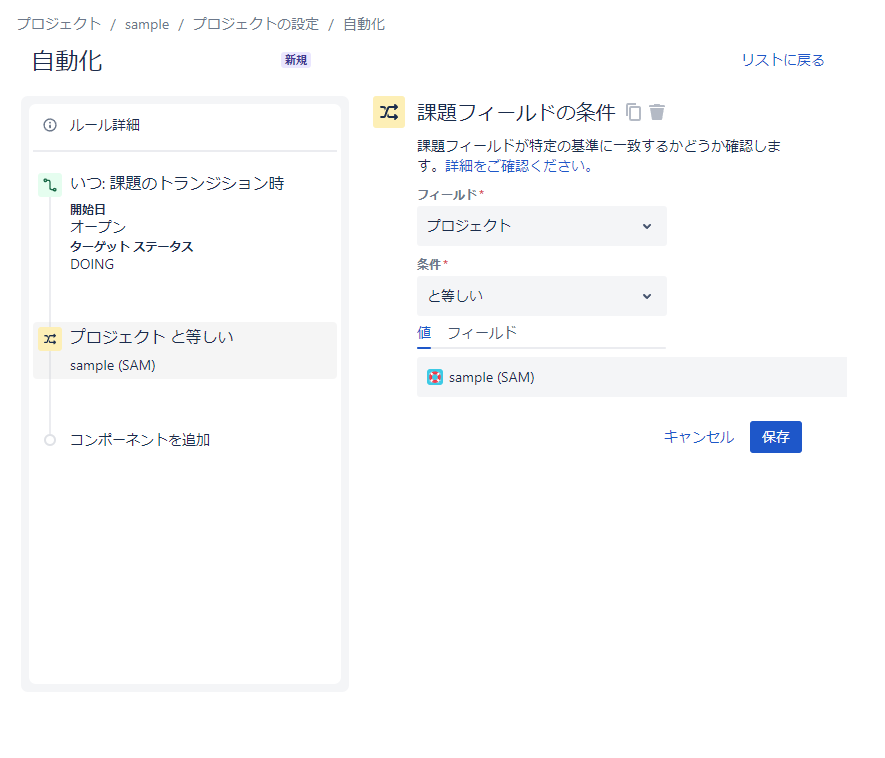 プロジェクト / sample / プロジェクトの設定 / 自動化
自動化
新規
リストに戻る
ルール詳細
いつ: 課題のトランジション時
開始日
オープン
ターゲット ステータス
DOING
プロジェクト と等しい
sample (SAM)
コンポーネントを追加
課題フィールドの条件
課題フィールドが特定の基準に一致するかどうか確認しま
す。詳細をご確認ください。
フィールド*
プロジェクト
条件*
と等しい
値 フィールド
sample (SAM)
キャンセル 保存